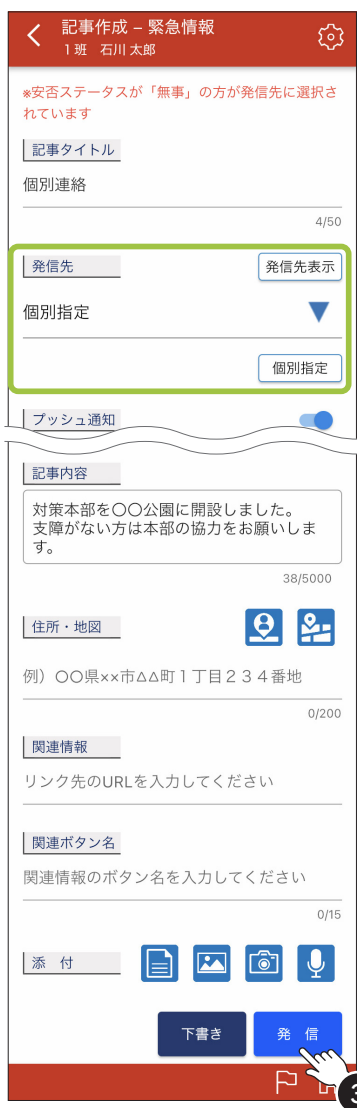 記事作成 – 緊急情報
1班　石川 太郎
※安否ステータスが「無事」の方が発信先に選択さ
れています
記事タイトル
個別連絡
4/50
発信先
発信先表示
個別指定
個別指定
プッシュ通知
記事内容
対策本部を〇〇公園に開設しました。
支障がない方は本部の協力をお願いしま
す。
38/5000
住所・地図
例）〇〇県××市△△町１丁目２３４番地
0/200
関連情報
リンク先のURLを入力してください
関連ボタン名
関連情報のボタン名を入力してください
0/15
添　付
下書き
発　信